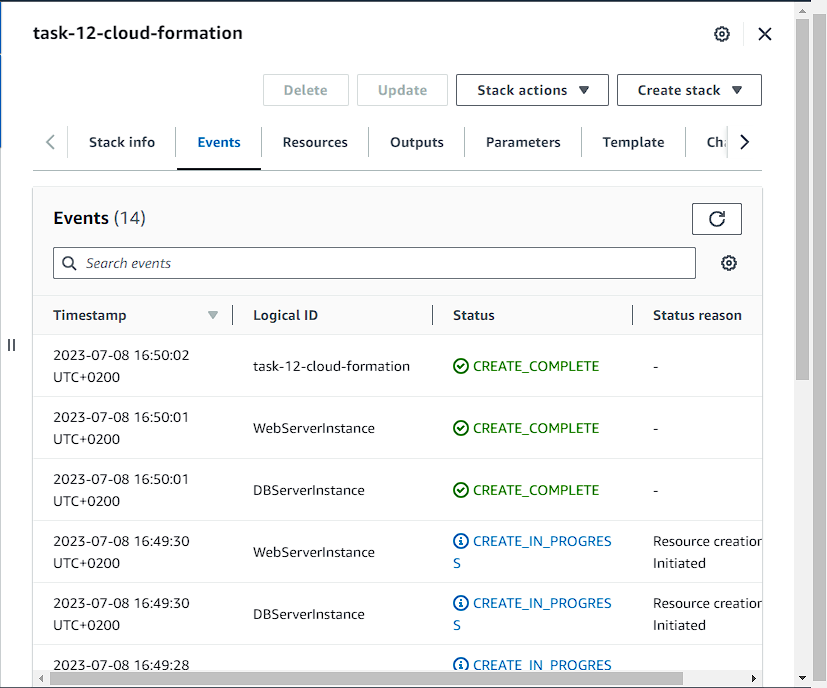 task-12-cloud-formation
Delete Update Stack actions Create stack
Stack info Events Resources Outputs Parameters Template Cha
Events (14)
Search events
Timestamp Logical ID Status Status reason
2023-07-08 16:50:02
UTC+0200
task-12-cloud-formation CREATE_COMPLETE -
2023-07-08 16:50:01
UTC+0200
WebServerInstance CREATE_COMPLETE -
2023-07-08 16:50:01
UTC+0200
DBServerInstance CREATE_COMPLETE -
2023-07-08 16:49:30
UTC+0200
WebServerInstance CREATE_IN_PROGRES
S
Resource creation
Initiated
2023-07-08 16:49:30
UTC+0200
DBServerInstance CREATE_IN_PROGRES
S
Resource creation
Initiated
2023-07-08 16:49:28 CREATE_IN_PROGRES